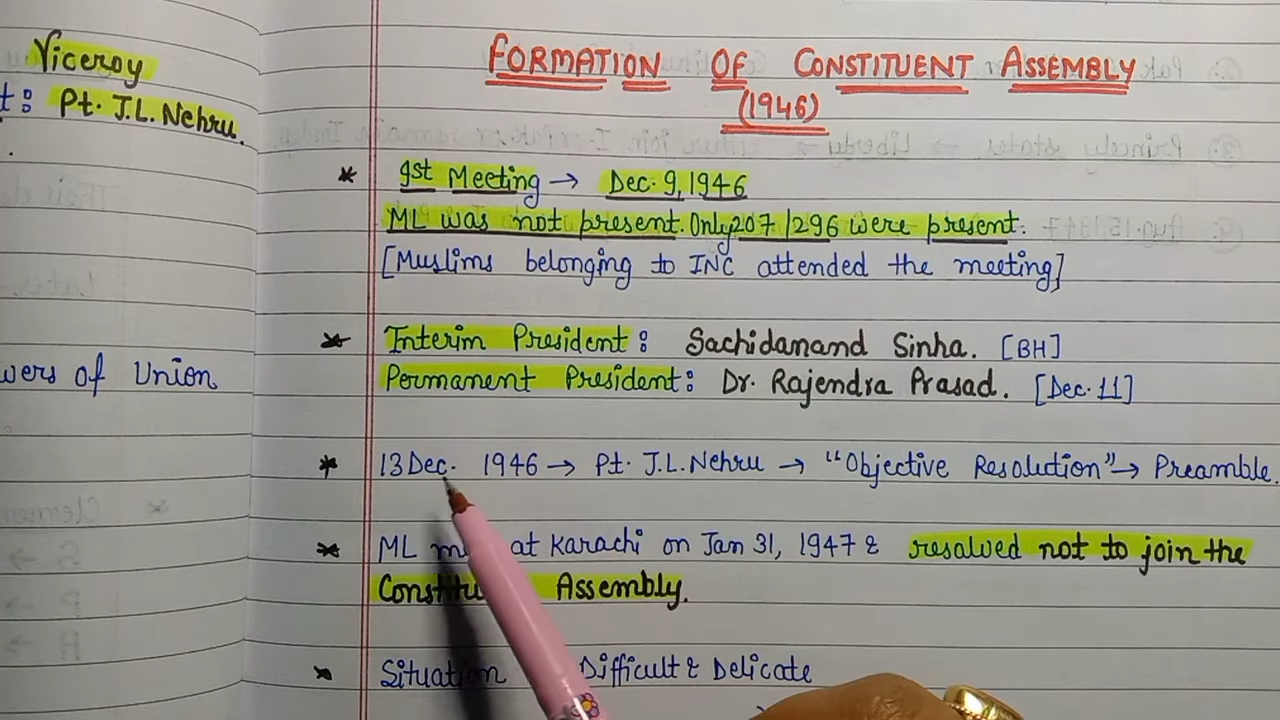 Viceroy
t: Pt. J.L. Nehru.
wers of Union
FORMATION OF CONSTITUENT ASSEMBLY
(1946)
* 1st Meeting → Dec. 9, 1946
ML was not present. Only 207/296 were present.
[Muslims belonging to INC attended the meeting]
* Interim President: Sachidanand Sinha. [BH]
Permanent President: Dr. Rajendra Prasad. [Dec. 11]
* 13 Dec. 1946 → Pt. J.L. Nehru → "Objective Resolution" → Preamble.
* ML at Karachi on Jan 31, 1947 & resolved not to join the
Assembly.
* Situation Difficult & Delicate